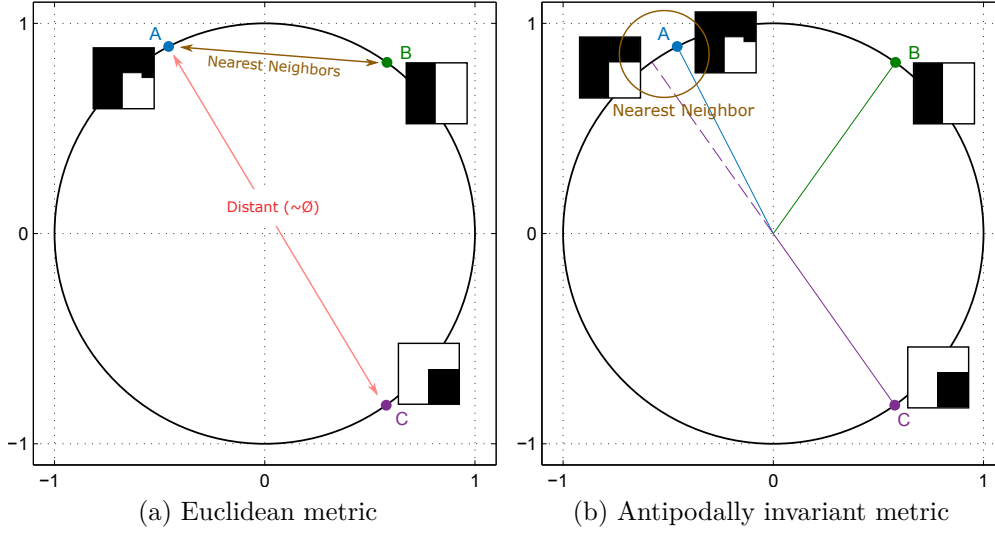 1
A
B
Nearest Neighbors
0
Distant (~Ø)
C
−1
−1
0
1
(a) Euclidean metric
1
A
B
Nearest Neighbor
0
C
−1
−1
0
1
(b) Antipodally invariant metric